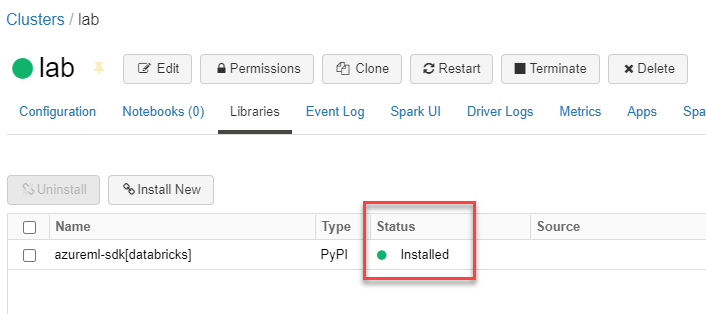 Clusters / lab
lab Edit Permissions Clone Restart Terminate Delete
Configuration Notebooks (0) Libraries Event Log Spark UI Driver Logs Metrics Apps Spa
Uninstall Install New
Name Type Status Source
azureml-sdk[databricks] PyPI Installed